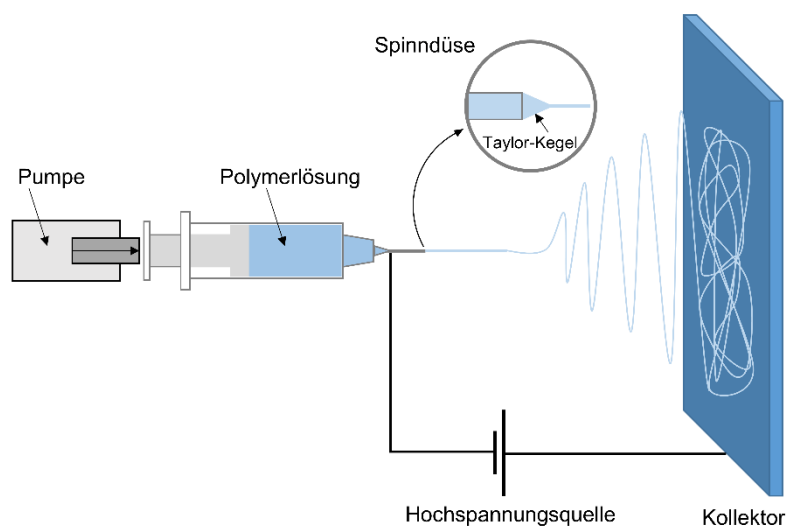 Spinndüse
Taylor-Kegel
Pumpe
Polymerlösung
Hochspannungsquelle
Kollektor